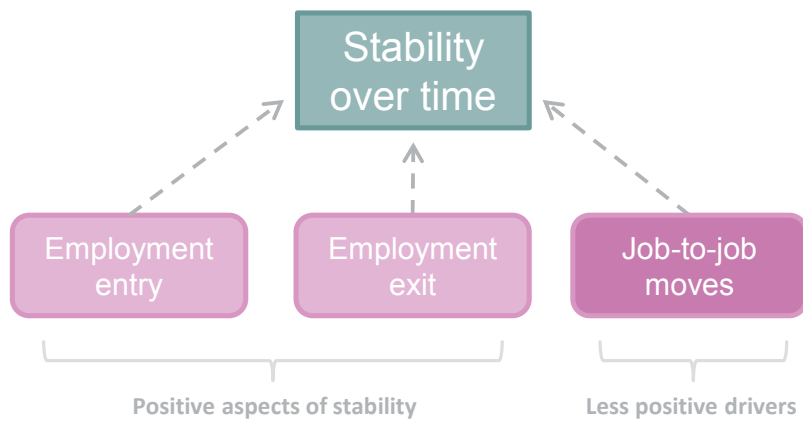 Stability
over time
Employment
entry
Employment
exit
Job-to-job
moves
Positive aspects of stability
Less positive drivers